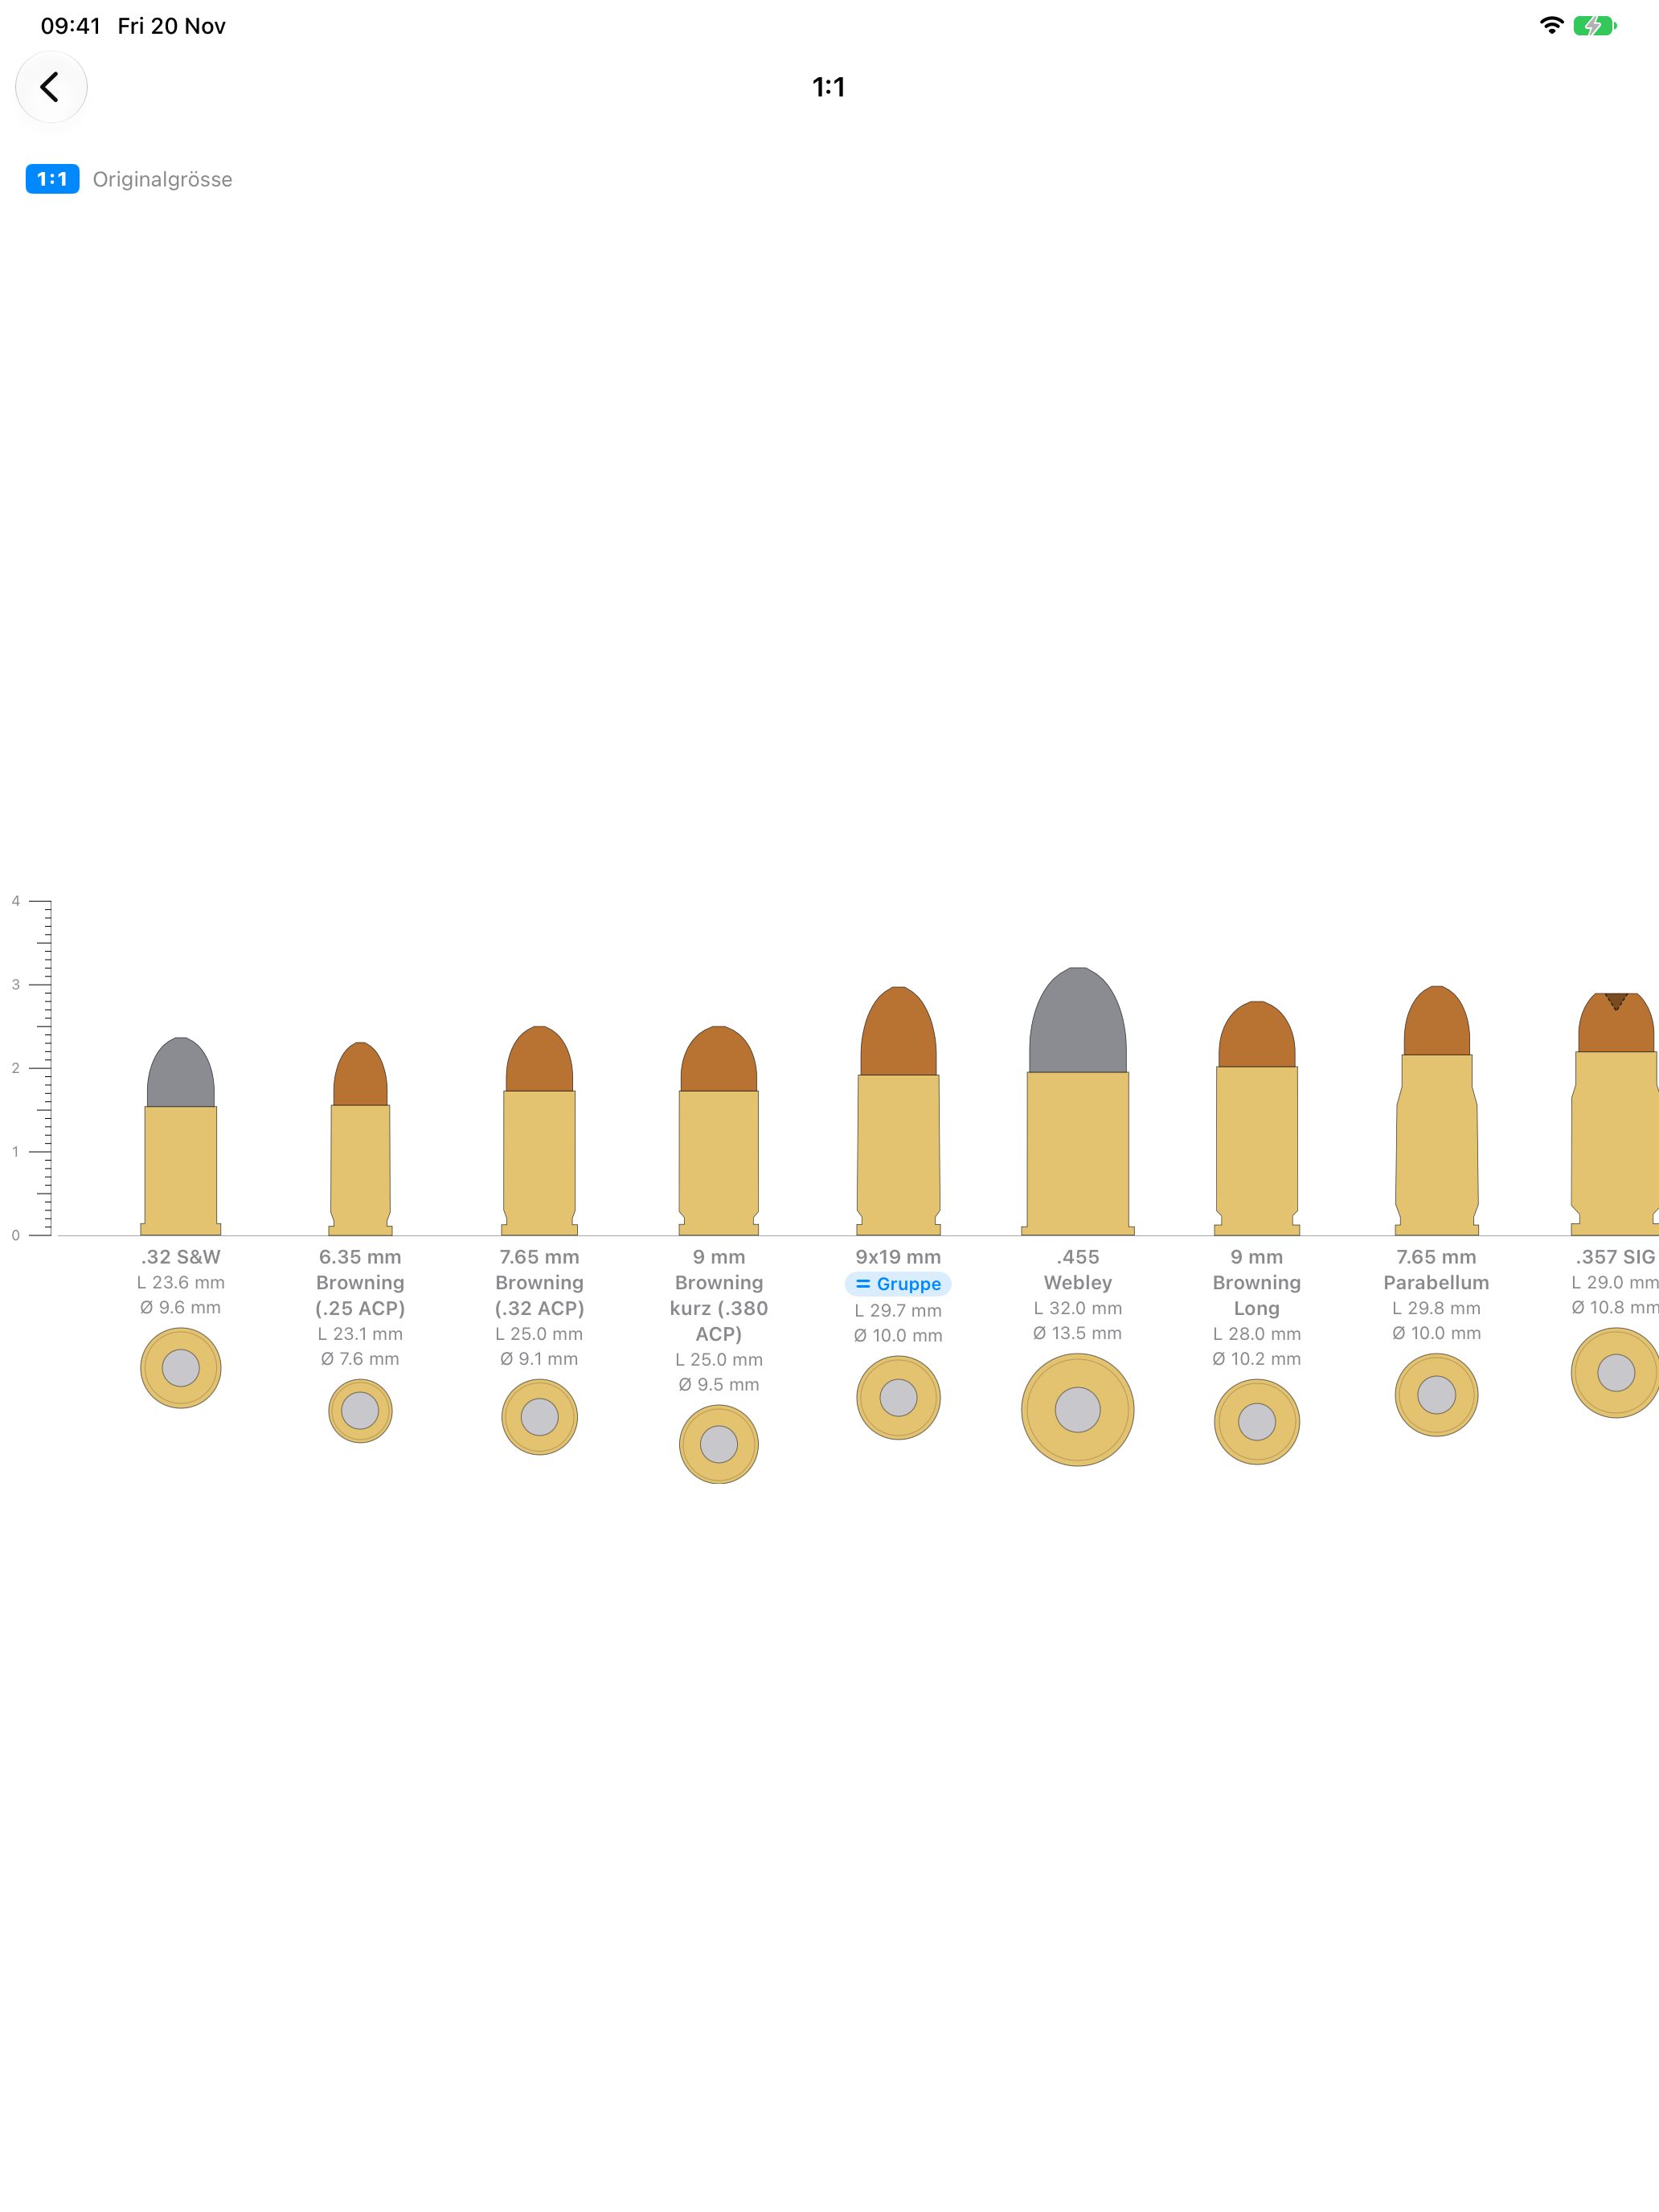 09:41 Fri 20 Nov
1:1
1:1 Originalgrösse
4
3
2
1
0
.32 S&W
L 23.6 mm
Ø 9.6 mm
6.35 mm
Browning
(.25 ACP)
L 23.1 mm
Ø 7.6 mm
7.65 mm
Browning
(.32 ACP)
L 25.0 mm
Ø 9.1 mm
9 mm
Browning
kurz (.380
ACP)
L 25.0 mm
Ø 9.5 mm
9x19 mm
= Gruppe
L 29.7 mm
Ø 10.0 mm
.455
Webley
L 32.0 mm
Ø 13.5 mm
9 mm
Browning
Long
L 28.0 mm
Ø 10.2 mm
7.65 mm
Parabellum
L 29.8 mm
Ø 10.0 mm
.357 SIG
L 29.0 mm
Ø 10.8 mm